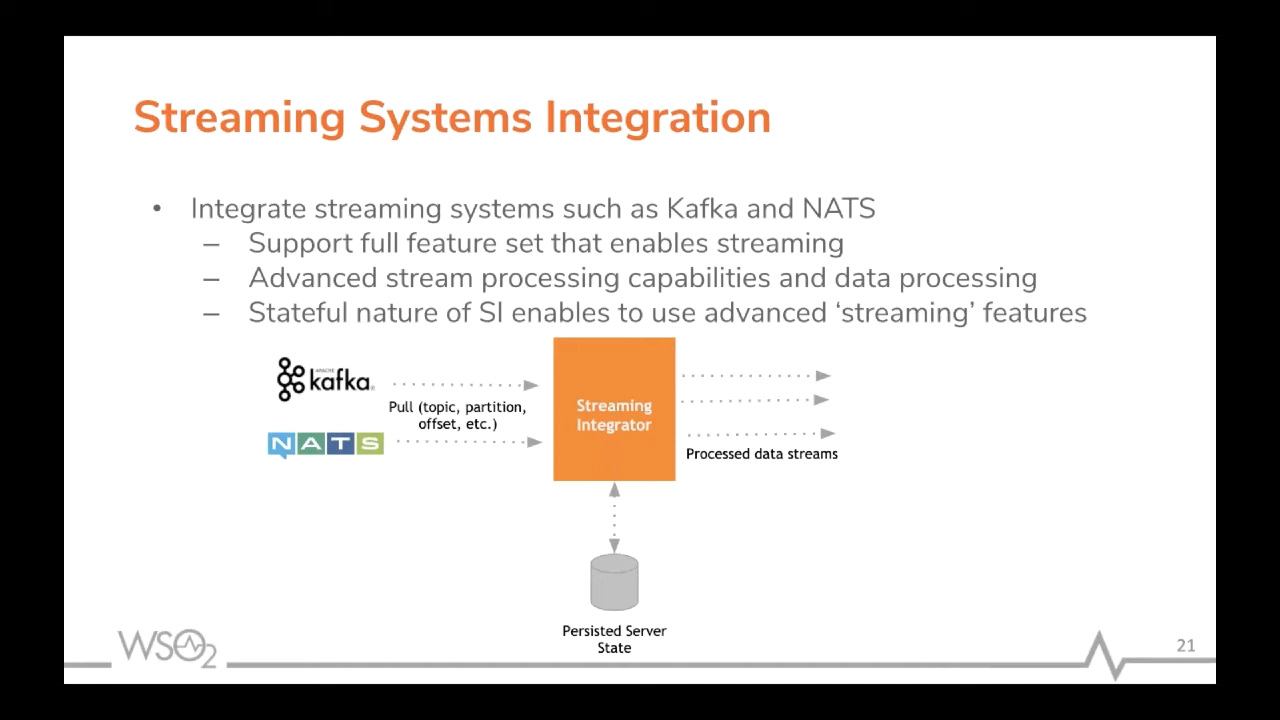 Streaming Systems Integration
• Integrate streaming systems such as Kafka and NATS
– Support full feature set that enables streaming
– Advanced stream processing capabilities and data processing
– Stateful nature of SI enables to use advanced ‘streaming’ features
APACHE
kafka®
Pull (topic, partition,
offset, etc.)
NATS
Streaming
Integrator
Processed data streams
Persisted Server
State
WSO2
21